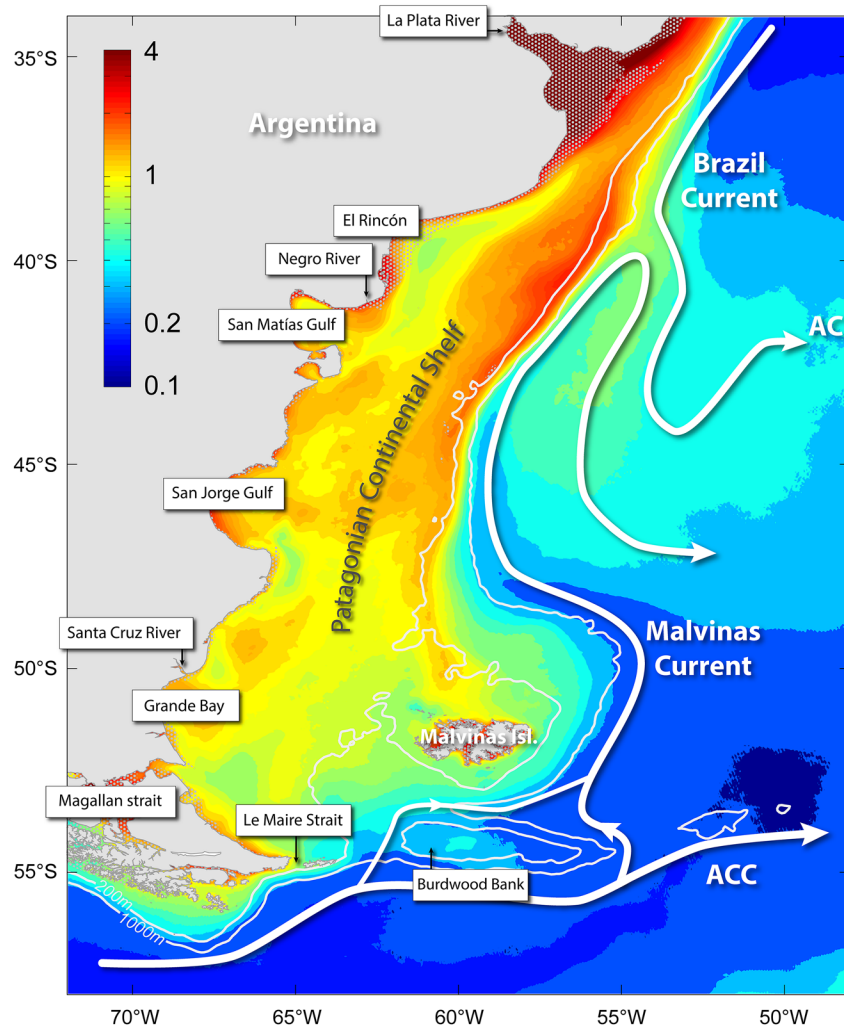 La Plata River
35°S
4
Argentina
1
Brazil
Current
El Rincón
Negro River
40°S
0.2
San Matías Gulf
AC
0.1
Patagonian Continental Shelf
45°S
San Jorge Gulf
Santa Cruz River
Malvinas
Current
50°S
Grande Bay
Malvinas Isl.
Magallan strait
Le Maire Strait
55°S
Burdwood Bank
ACC
200m
1000m
70°W
65°W
60°W
55°W
50°W